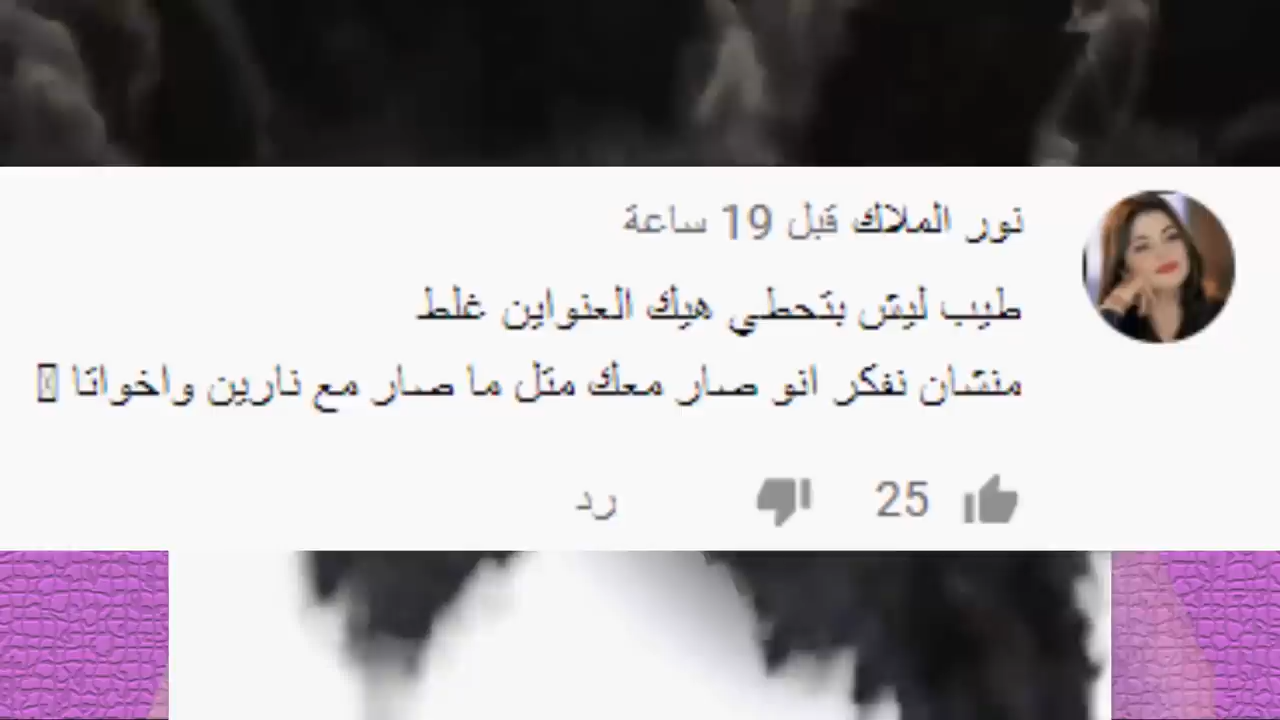 نور الملاك قبل 19 ساعة
طيب ليش بتحطي هيك العنواين غلط
منشان نفكر انو صار معك متل ما صار مع نارين واخواتا
25 رد